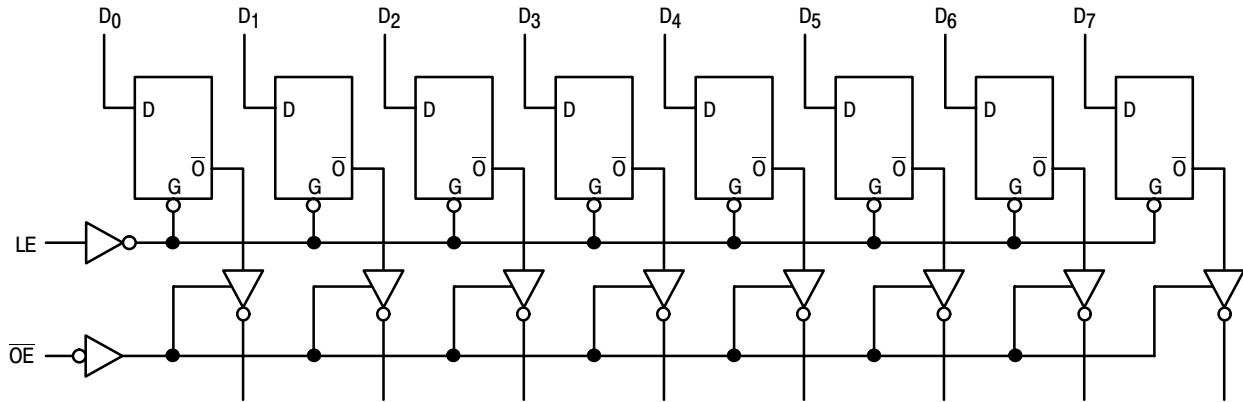 D0 D1 D2 D3 D4 D5 D6 D7
D D D D D D D D
O̅ O̅ O̅ O̅ O̅ O̅ O̅ O̅
G G G G G G G G
LE
O̅E̅